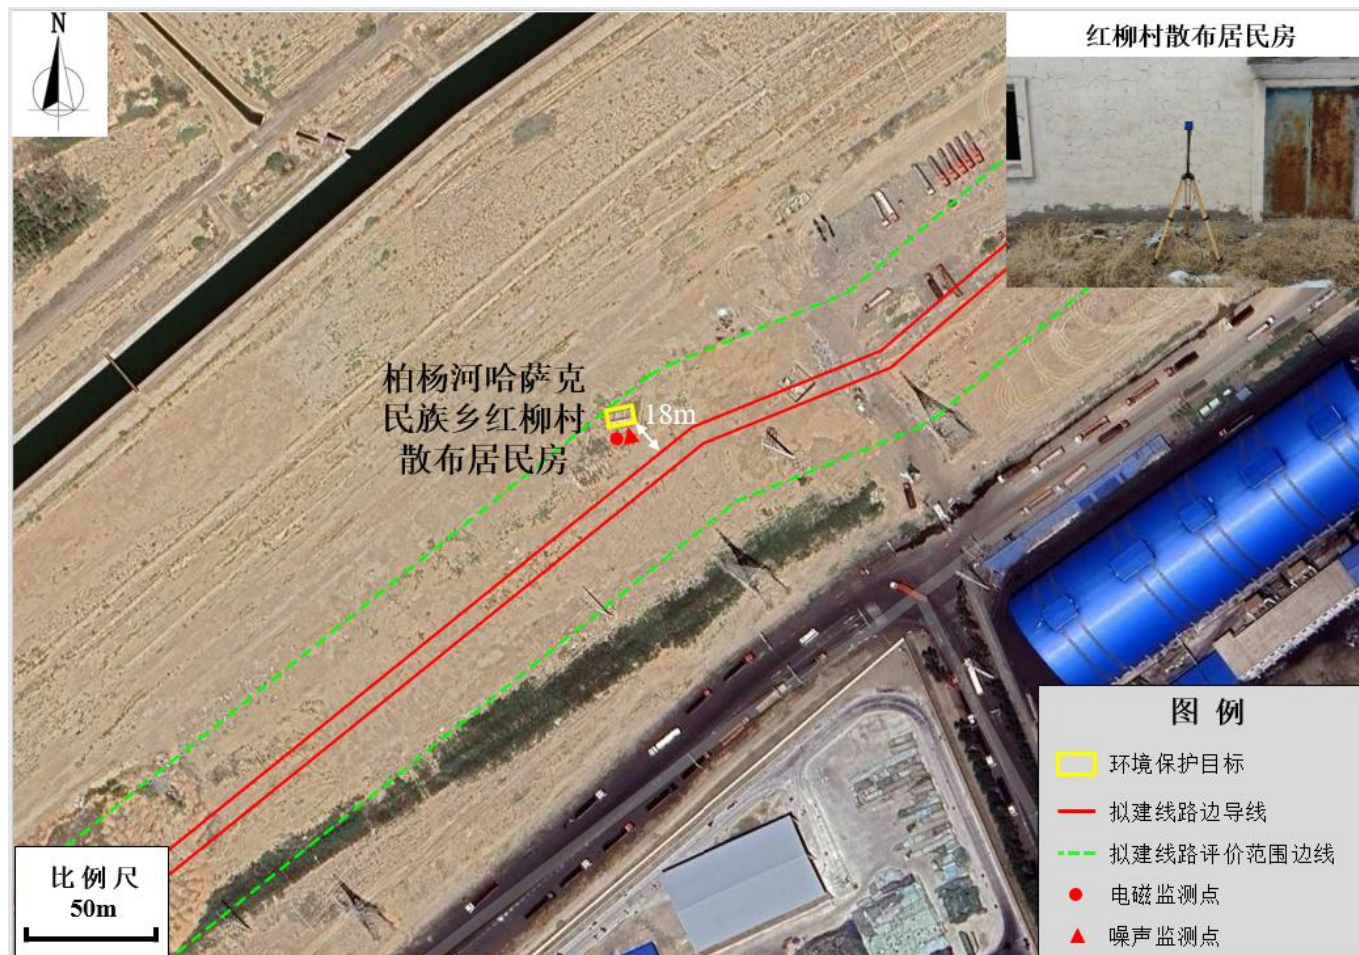 N
红柳村散布居民房
柏杨河哈萨克
民族乡红柳村
散布居民房
18m
图例
环境保护目标
拟建线路边导线
拟建线路评价范围边线
电磁监测点
噪声监测点
比例尺
50m